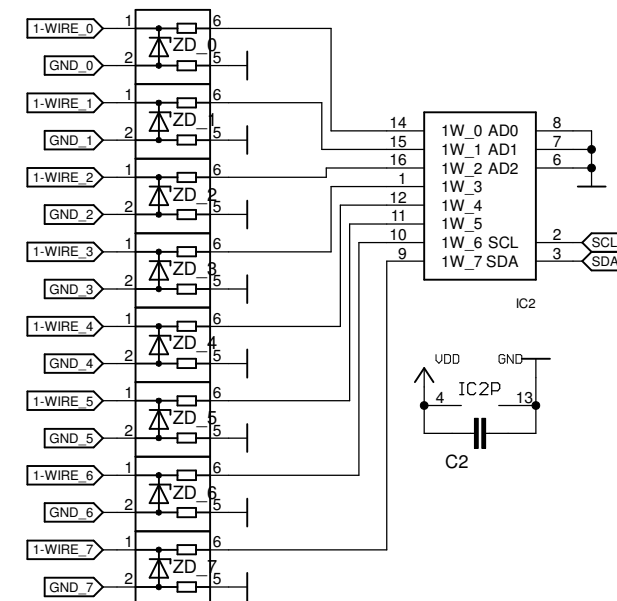 1-WIRE_0 1 6
ZD_0
GND_0 2 5
1-WIRE_1 1 6
ZD_1
GND_1 2 5
1-WIRE_2 1 6
ZD_2
GND_2 2 5
1-WIRE_3 1 6
ZD_3
GND_3 2 5
1-WIRE_4 1 6
ZD_4
GND_4 2 5
1-WIRE_5 1 6
ZD_5
GND_5 2 5
1-WIRE_6 1 6
ZD_6
GND_6 2 5
1-WIRE_7 1 6
ZD_7
GND_7 2 5
14 1W_0 AD0 8
15 1W_1 AD1 7
16 1W_2 AD2 6
1 1W_3
12 1W_4
11 1W_5
10 1W_6 SCL 2 SCL
9 1W_7 SDA 3 SDA
IC2
VDD GND
IC2P
4 13
C2